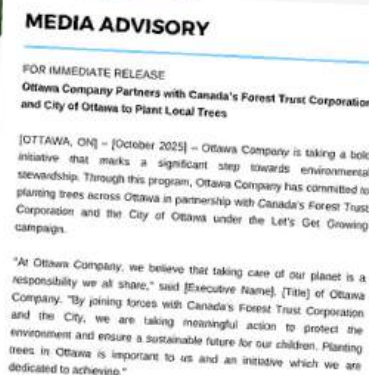 MEDIA ADVISORY
FOR IMMEDIATE RELEASE
Ottawa Company Partners with Canada's Forest Trust Corporation
and City of Ottawa to Plant Local Trees
[OTTAWA, ON] – [October 2025] – Ottawa Company is taking a bold
initiative that marks a significant step towards environmental
stewardship. Through this program, Ottawa Company has committed to
planting trees across Ottawa in partnership with Canada's Forest Trust
Corporation and the City of Ottawa under the Let's Get Growing
campaign.
"At Ottawa Company, we believe that taking care of our planet is a
responsibility we all share," said [Executive Name], [Title] of Ottawa
Company. "By joining forces with Canada's Forest Trust Corporation
and the City, we are taking meaningful action to protect the
environment and ensure a sustainable future for our children. Planting
trees in Ottawa is important to us and an initiative which we are
dedicated to achieving."